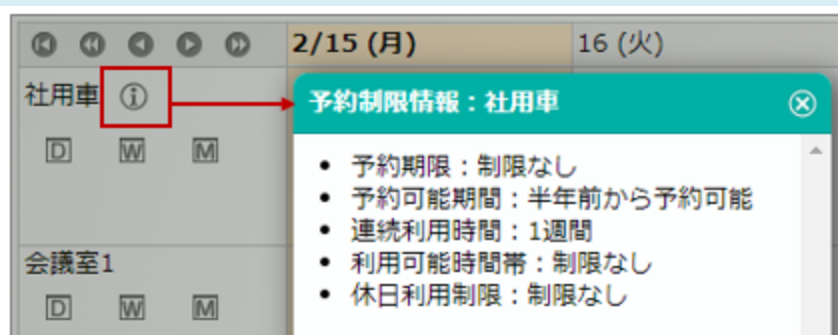 2/15 (月) 16 (火)
社用車
D W M
予約制限情報：社用車
・予約期限：制限なし
・予約可能期間：半年前から予約可能
・連続利用時間：1週間
・利用可能時間帯：制限なし
・休日利用制限：制限なし
会議室1
D W M